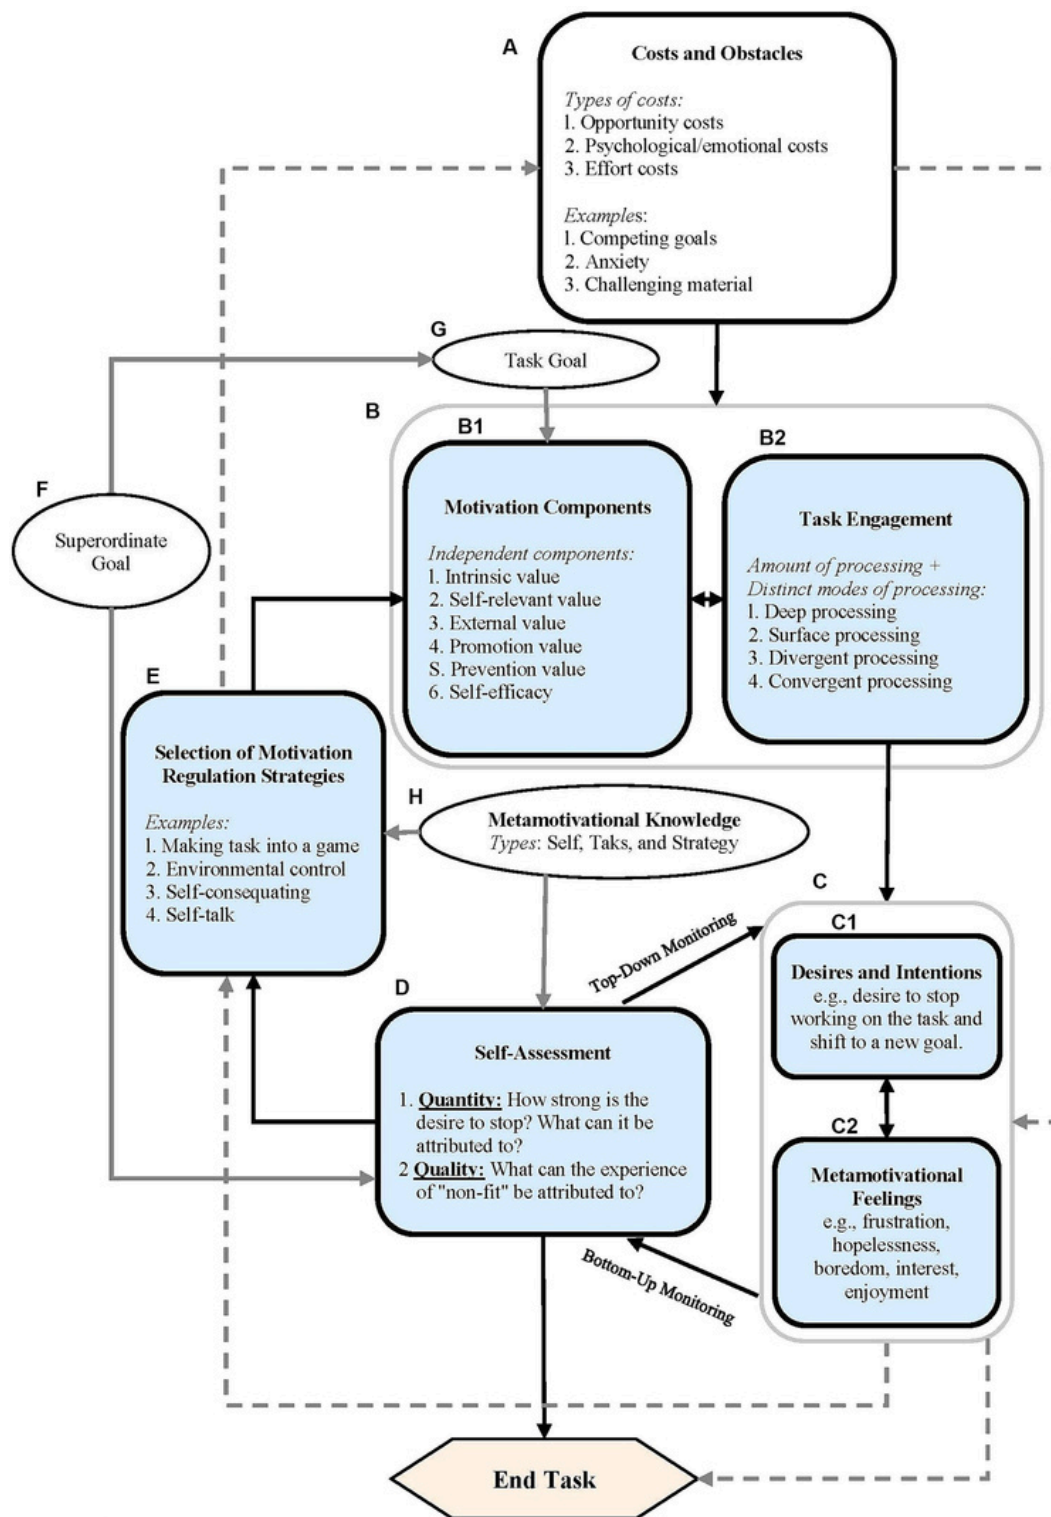 A
Costs and Obstacles
Types of costs:
1. Opportunity costs
2. Psychological/emotional costs
3. Effort costs
Examples:
1. Competing goals
2. Anxiety
3. Challenging material
G
Task Goal
B
B1
Motivation Components
Independent components:
1. Intrinsic value
2. Self-relevant value
3. External value
4. Promotion value
S. Prevention value
6. Self-efficacy
B2
Task Engagement
Amount of processing +
Distinct modes of processing:
1. Deep processing
2. Surface processing
3. Divergent processing
4. Convergent processing
F
Superordinate
Goal
E
Selection of Motivation
Regulation Strategies
Examples:
1. Making task into a game
2. Environmental control
3. Self-consequating
4. Self-talk
H
Metamotivational Knowledge
Types: Self, Taks, and Strategy
C
C1
Desires and Intentions
e.g., desire to stop
working on the task and
shift to a new goal.
C2
Metamotivational
Feelings
e.g., frustration,
hopelessness,
boredom, interest,
enjoyment
Top-Down Monitoring
D
Self-Assessment
1. Quantity: How strong is the
desire to stop? What can it be
attributed to?
2 Quality: What can the experience
of "non-fit" be attributed to?
Bottom-Up Monitoring
End Task